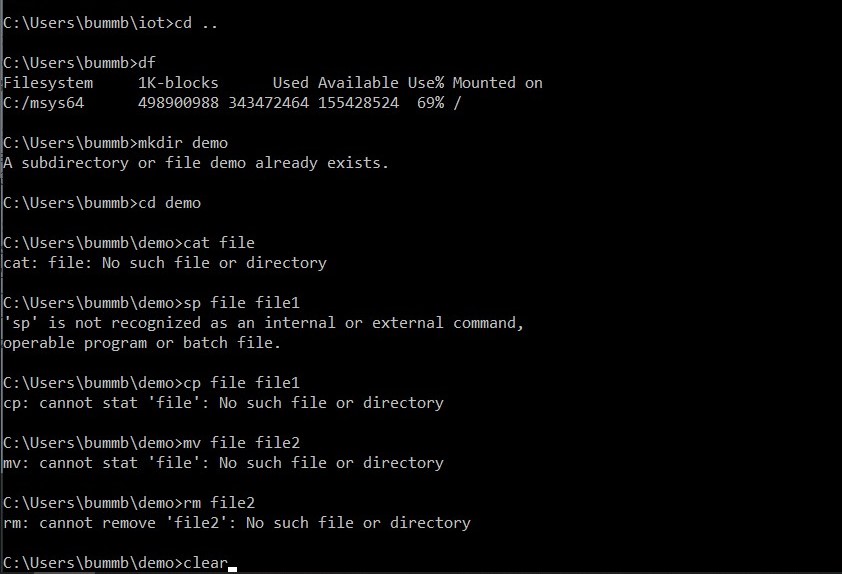 C:\Users\bummb\iot>cd ..
C:\Users\bummb>df
Filesystem     1K-blocks      Used Available Use% Mounted on
C:/msys64      498900988 343472464 155428524  69% /
C:\Users\bummb>mkdir demo
A subdirectory or file demo already exists.
C:\Users\bummb>cd demo
C:\Users\bummb\demo>cat file
cat: file: No such file or directory
C:\Users\bummb\demo>sp file file1
'sp' is not recognized as an internal or external command,
operable program or batch file.
C:\Users\bummb\demo>cp file file1
cp: cannot stat 'file': No such file or directory
C:\Users\bummb\demo>mv file file2
mv: cannot stat 'file': No such file or directory
C:\Users\bummb\demo>rm file2
rm: cannot remove 'file2': No such file or directory
C:\Users\bummb\demo>clear